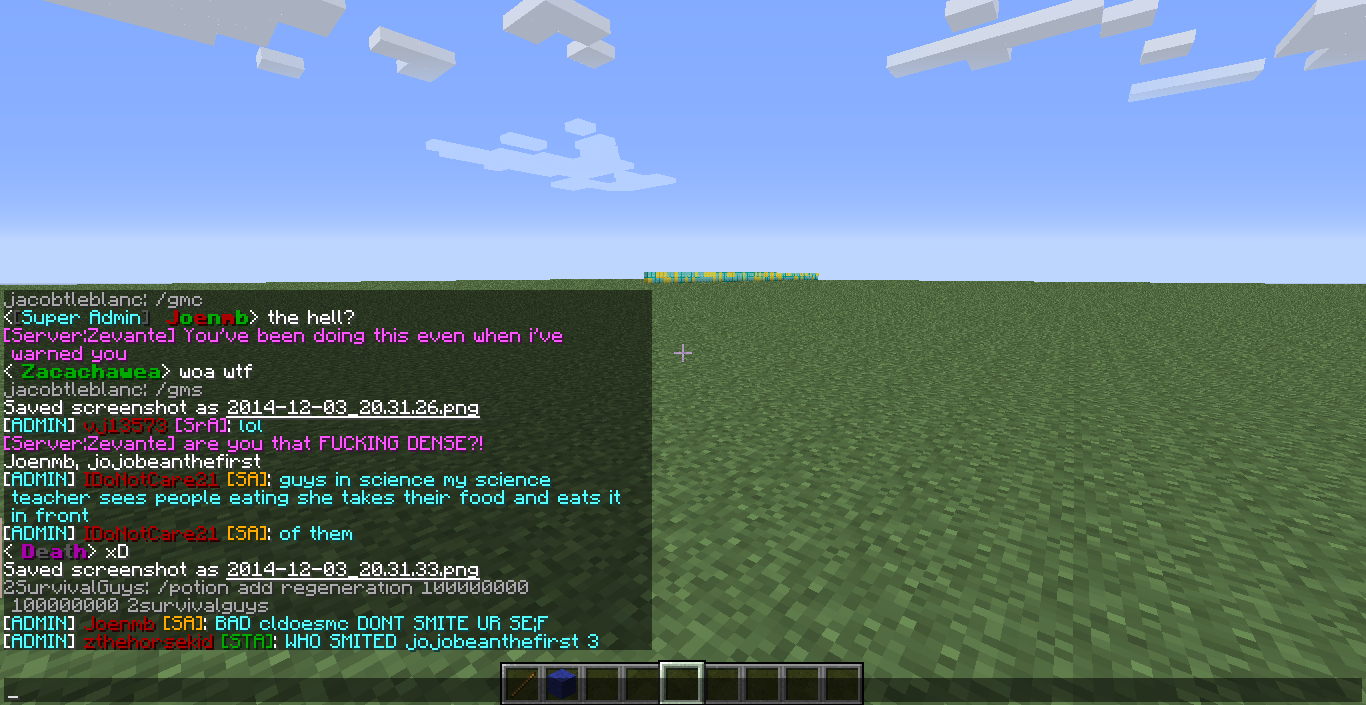 jacobtleblanc: /gmc
<[Super Admin] Joenmb> the hell?
[Server:Zevante] You've been doing this even when i've
warned you
< Zacachawea> woa wtf
jacobtleblanc: /gms
Saved screenshot as 2014-12-03_20.31.26.png
[ADMIN] vj13573 [SrA]: lol
[Server:Zevante] are you that FUCKING DENSE?!
Joenmb, jojobeanthefirst
[ADMIN] IDoNotCare21 [SA]: guys in science my science
teacher sees people eating she takes their food and eats it
in front
[ADMIN] IDoNotCare21 [SA]: of them
< Death> xD
Saved screenshot as 2014-12-03_20.31.33.png
2SurvivalGuys: /potion add regeneration 100000000
100000000 2survivalguys
[ADMIN] Joenmb [SA]: BAD cldoesmc DONT SMITE UR SE;F
[ADMIN] zthehorsekid [STA]: WHO SMITED jojobeanthefirst 3
_